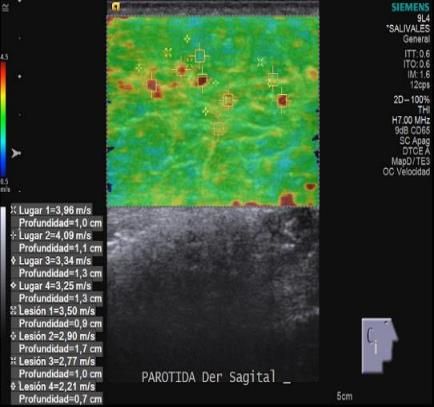 SIEMENS
9L4
*SALIVALES
General
ITT:0.6
ITO:0.6
IM:1.6
12cps
2D-100%
THI
H7.00 MHz
9dB CD65
SC Apag
DTCE A
MapD/TE3
OC Velocidad
4.5
0.5
m/s
Lugar 1=3,96 m/s
Profundidad=1,0 cm
Lugar 2=4,09 m/s
Profundidad=1,1 cm
Lugar 3=3,34 m/s
Profundidad=1,3 cm
Lugar 4=3,25 m/s
Profundidad=1,3 cm
Lesión 1=3,50 m/s
Profundidad=0,9 cm
Lesión 2=2,90 m/s
Profundidad=1,7 cm
Lesión 3=2,77 m/s
Profundidad=1,0 cm
Lesión 4=2,21 m/s
Profundidad=0,7 cm
PAROTIDA Der Sagital _
5cm